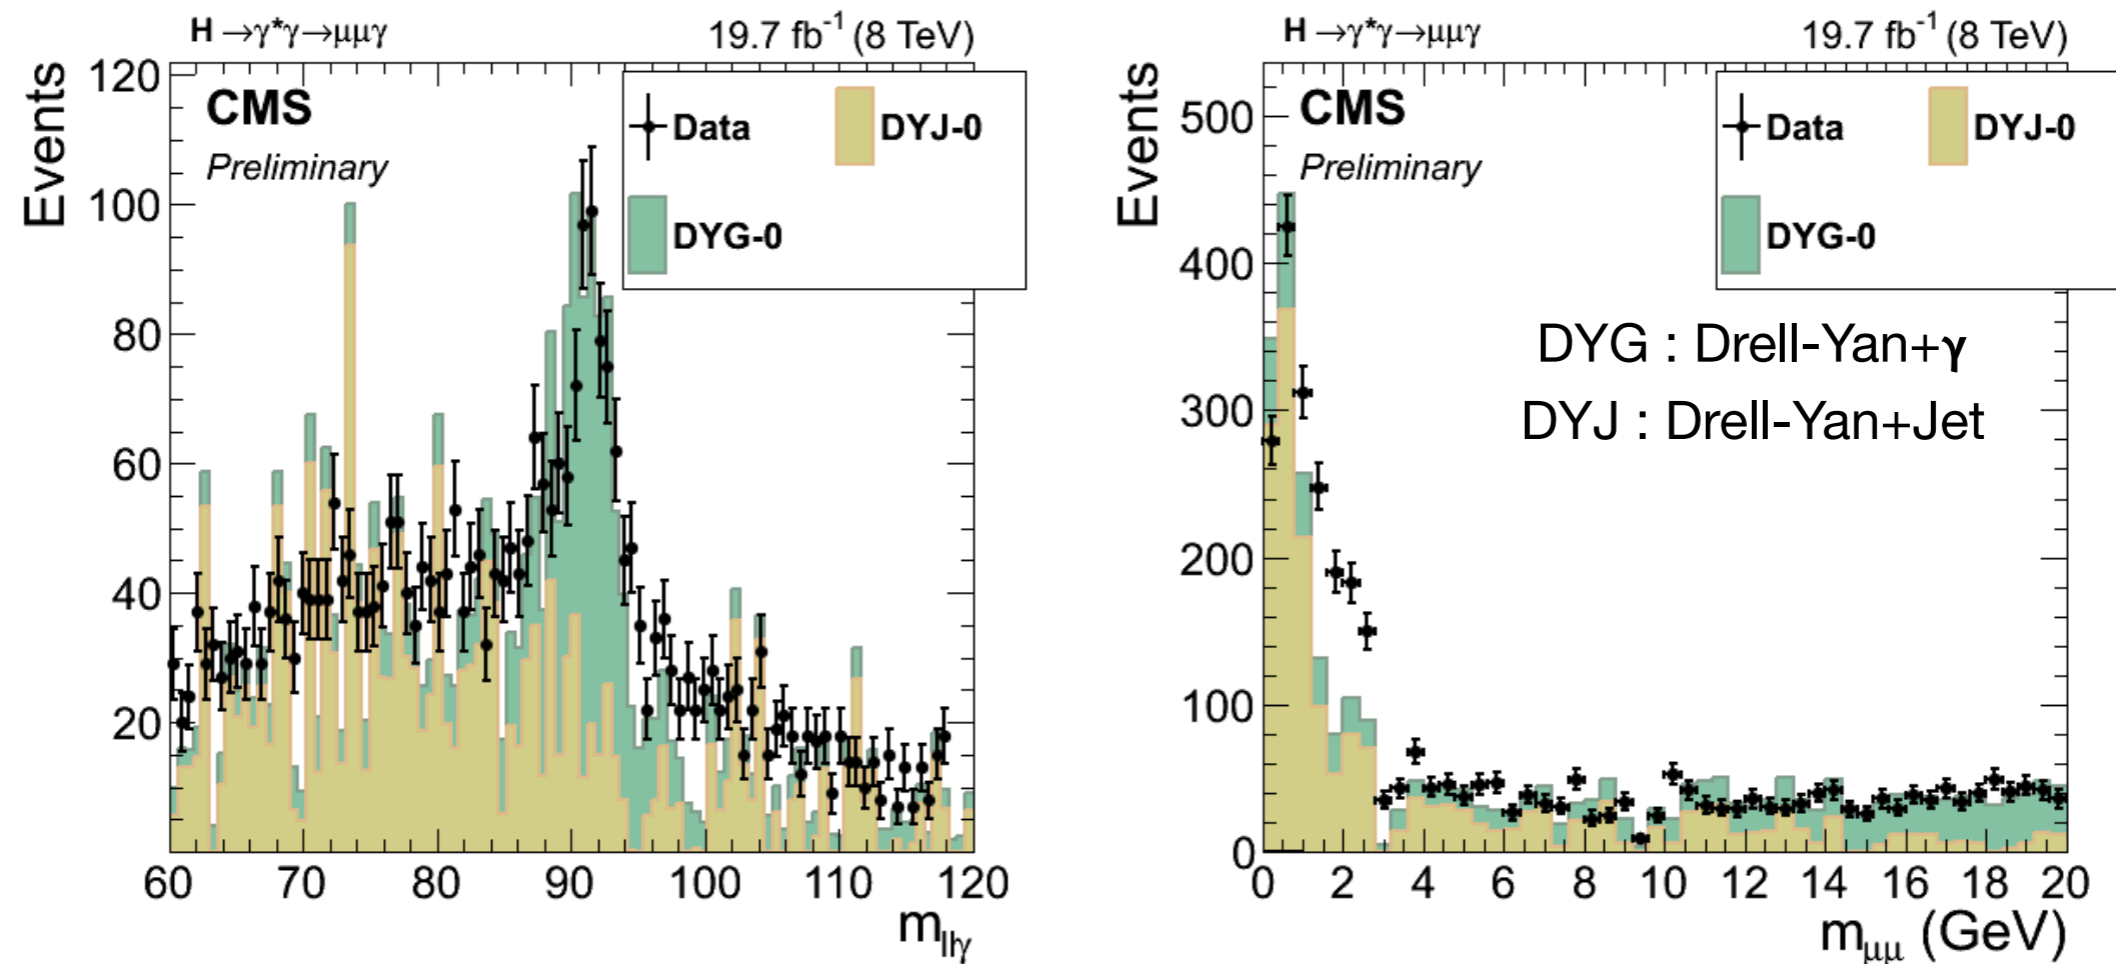 H →γ*γ→μμγ
19.7 fb⁻¹ (8 TeV)
Events
120
100
80
60
40
20
CMS
Preliminary
Data
DYJ-0
DYG-0
60 70 80 90 100 110 120
m_llγ
H →γ*γ→μμγ
19.7 fb⁻¹ (8 TeV)
Events
500
400
300
200
100
0
CMS
Preliminary
Data
DYJ-0
DYG-0
DYG : Drell-Yan+γ
DYJ : Drell-Yan+Jet
0 2 4 6 8 10 12 14 16 18 20
m_μμ (GeV)